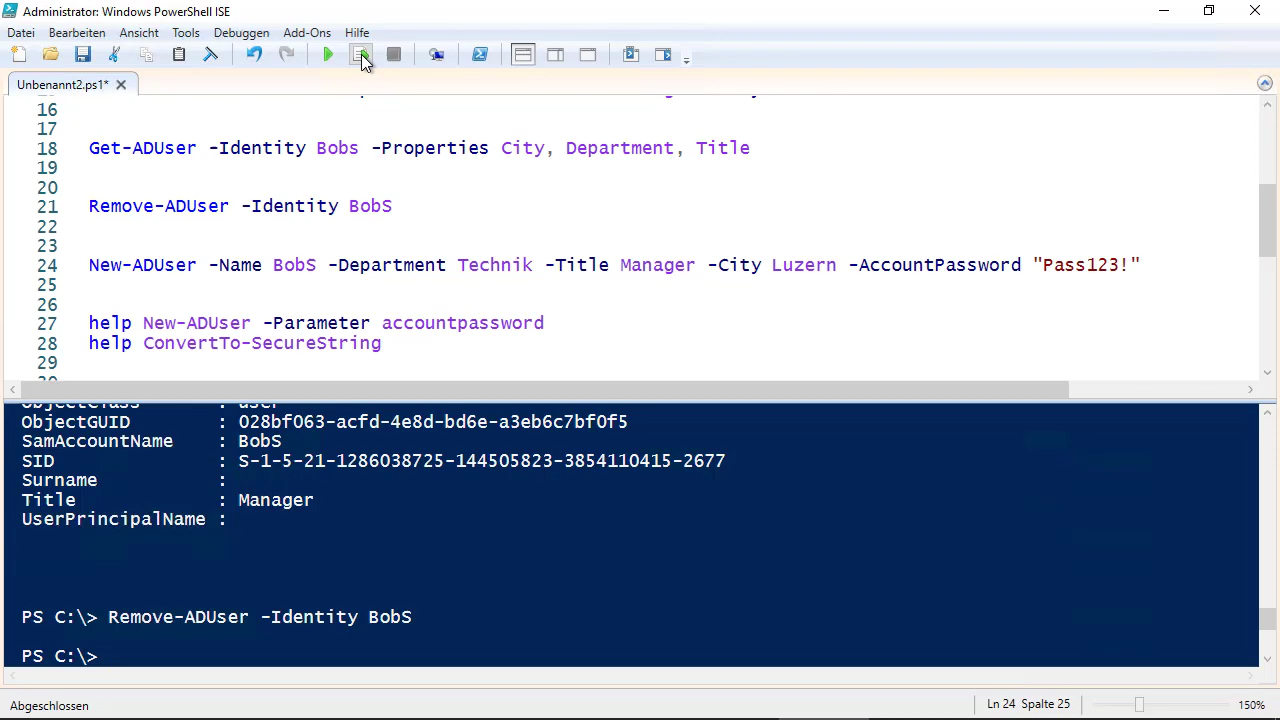 Administrator: Windows PowerShell ISE
Datei Bearbeiten Ansicht Tools Debuggen Add-Ons Hilfe
Unbenannt2.ps1*
16
17
18 Get-ADUser -Identity Bobs -Properties City, Department, Title
19
20
21 Remove-ADUser -Identity BobS
22
23
24 New-ADUser -Name BobS -Department Technik -Title Manager -City Luzern -AccountPassword "Pass123!"
25
26
27 help New-ADUser -Parameter accountpassword
28 help ConvertTo-SecureString
29
ObjectClass : user
ObjectGUID : 028bf063-acfd-4e8d-bd6e-a3eb6c7bf0f5
SamAccountName : BobS
SID : S-1-5-21-1286038725-144505823-3854110415-2677
Surname :
Title : Manager
UserPrincipalName :
PS C:\> Remove-ADUser -Identity BobS
PS C:\>
Abgeschlossen
Ln 24 Spalte 25
150%